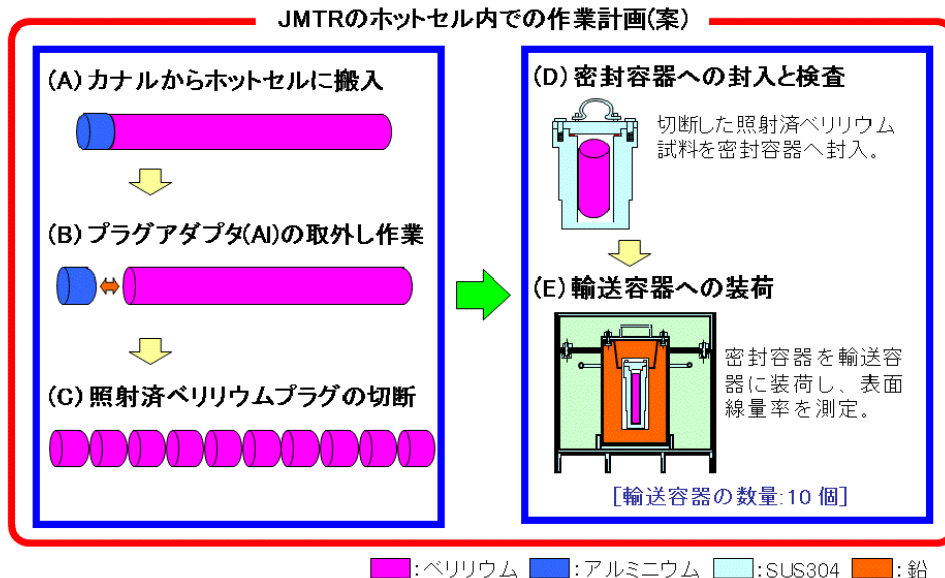 JMTRのホットセル内での作業計画(案)
(A) カナルからホットセルに搬入
(B) プラグアダプタ(Al)の取外し作業
(C) 照射済ベリリウムプラグの切断
(D) 密封容器への封入と検査
切断した照射済ベリリウム
試料を密封容器へ封入。
(E) 輸送容器への装荷
密封容器を輸送容
器に装荷し、表面
線量率を測定。
[輸送容器の数量:10個]
:ベリリウム :アルミニウム :SUS304 :鉛